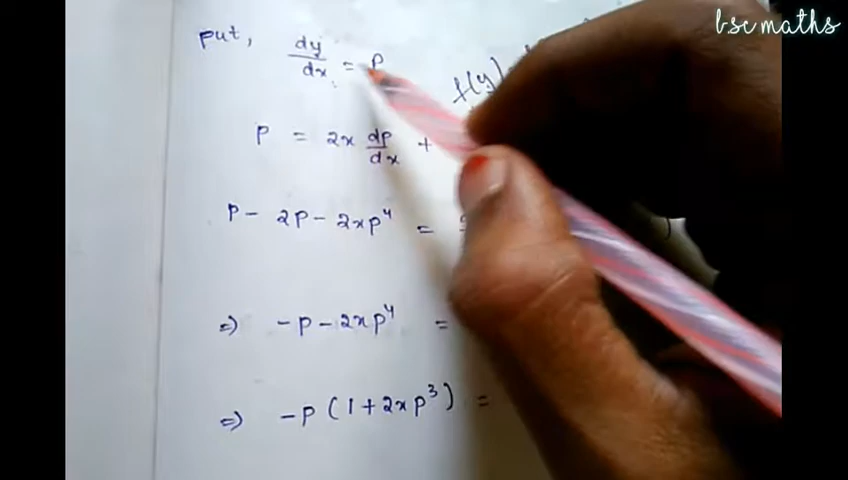 bsc maths
put, dy/dx = P
f(y)
P = 2x dp/dx +
P - 2P - 2xp⁴ =
=) -P - 2xp⁴ =
=) -P (1 + 2xp³) =